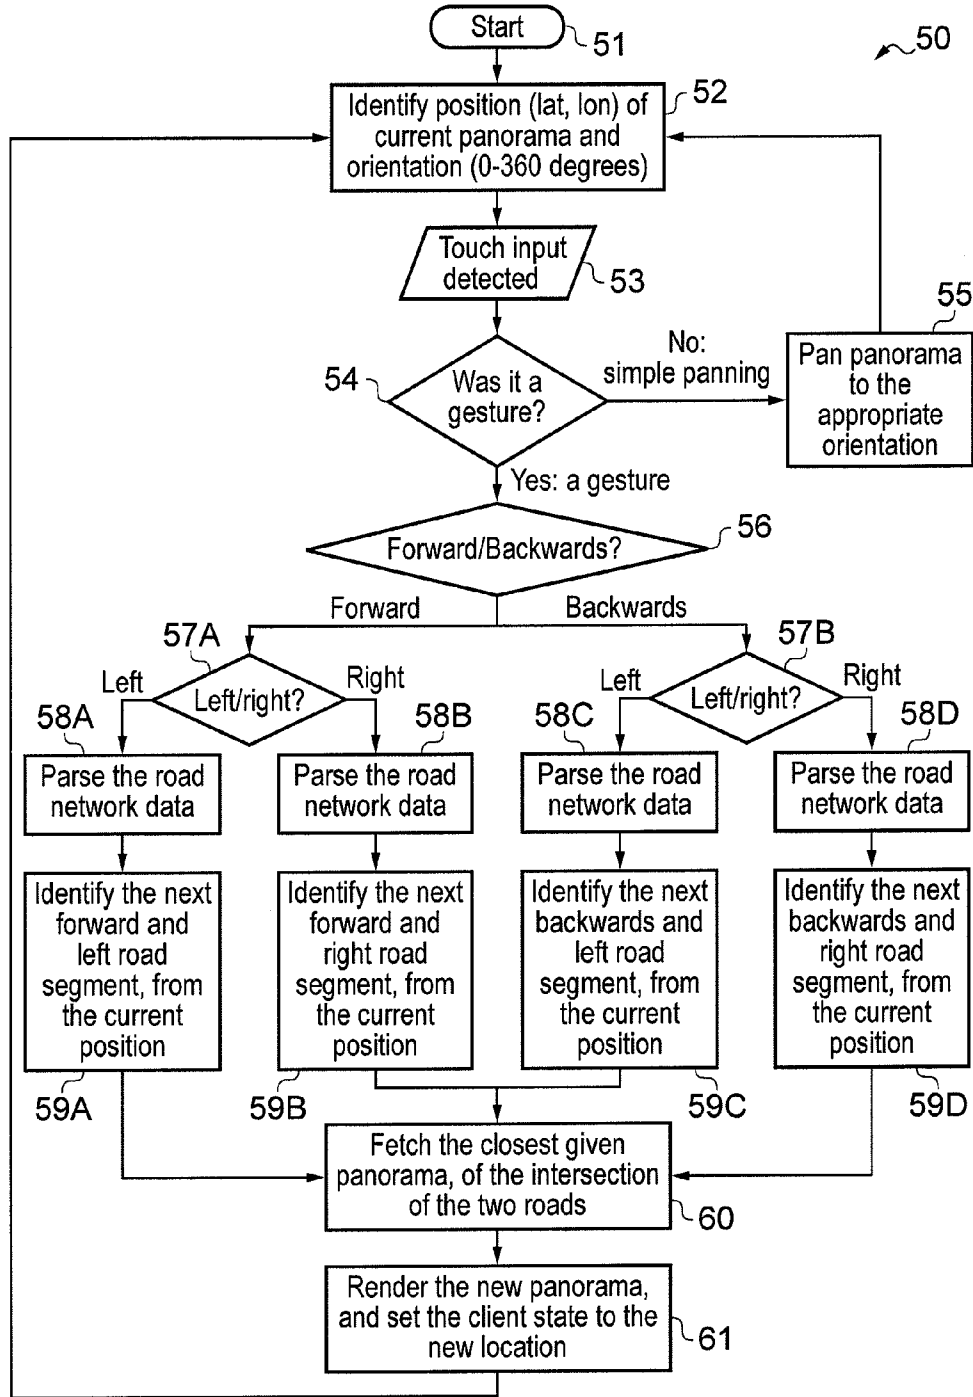 Start
51
50
52
Identify position (lat, lon) of
current panorama and
orientation (0-360 degrees)
Touch input
detected
53
54
Was it a
gesture?
No:
simple panning
55
Pan panorama
to the
appropriate
orientation
Yes: a gesture
56
Forward/Backwards?
Forward
Backwards
57A
Left
Left/right?
Right
57B
Left
Left/right?
Right
58A
Parse the road
network data
58B
Parse the road
network data
58C
Parse the road
network data
58D
Parse the road
network data
Identify the next
forward and
left road
segment, from
the current
position
59A
Identify the next
forward and
right road
segment, from
the current
position
59B
Identify the next
backwards and
left road
segment, from
the current
position
59C
Identify the next
backwards and
right road
segment, from
the current
position
59D
Fetch the closest given
panorama, of the intersection
of the two roads
60
Render the new panorama,
and set the client state to the
new location
61